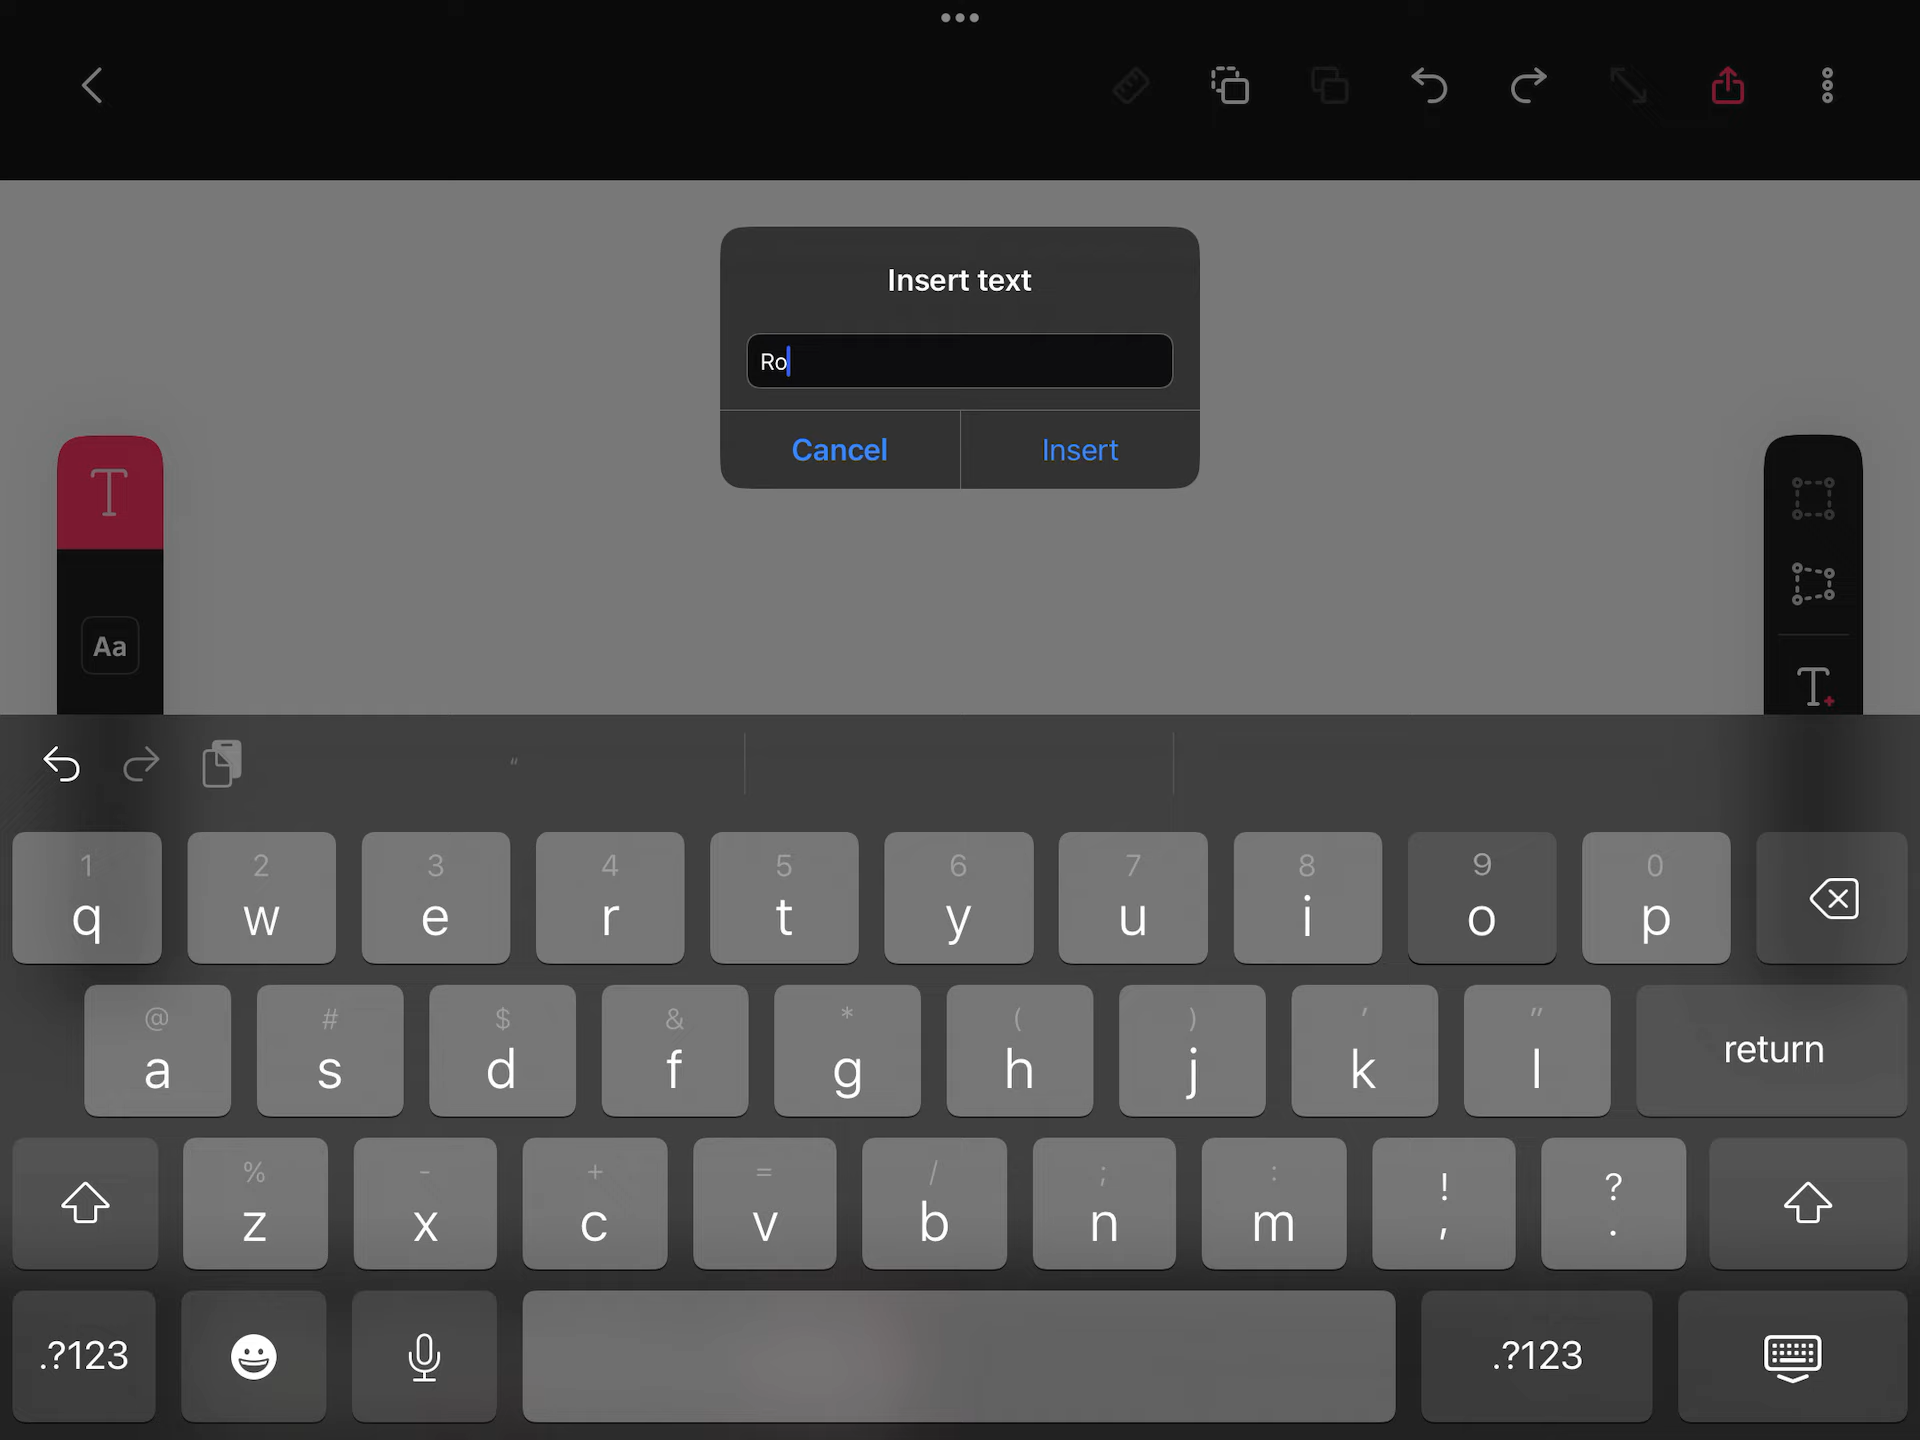 Insert text
Ro
Cancel Insert
T
Aa
T
“
1 2 3 4 5 6 7 8 9 0
q w e r t y u i o p
@ # $ & * ( ) ′ ″
a s d f g h j k l return
% - + = / ; : ! ?
z x c v b n m , .
.?123 .?123